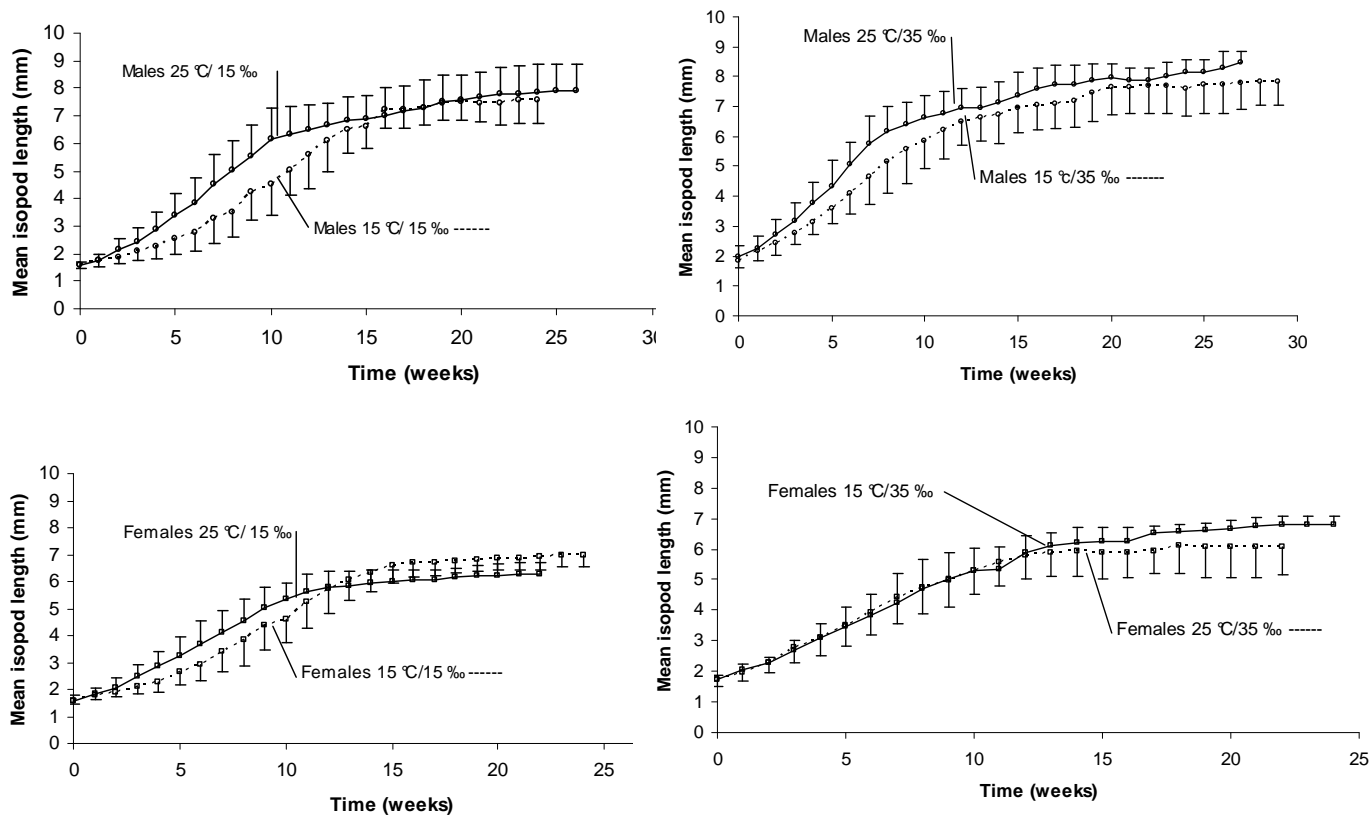 Mean isopod length (mm)
10
9
8
7
6
5
4
3
2
1
0
Males 25 °C/ 15 ‰
Males 15 °C/ 15 ‰ ------
0 5 10 15 20 25 30
Time (weeks)
Mean isopod length (mm)
10
9
8
7
6
5
4
3
2
1
0
Males 25 °C/35 ‰
Males 15 °c/35 ‰ ------
0 5 10 15 20 25 30
Time (weeks)
Mean isopod length (mm)
10
9
8
7
6
5
4
3
2
1
0
Females 25 °C/ 15 ‰
Females 15 °C/15 ‰ ------
0 5 10 15 20 25
Time (weeks)
Mean isopod length (mm)
10
9
8
7
6
5
4
3
2
1
0
Females 15 °C/35 ‰
Females 25 °C/35 ‰ ------
0 5 10 15 20 25
Time (weeks)